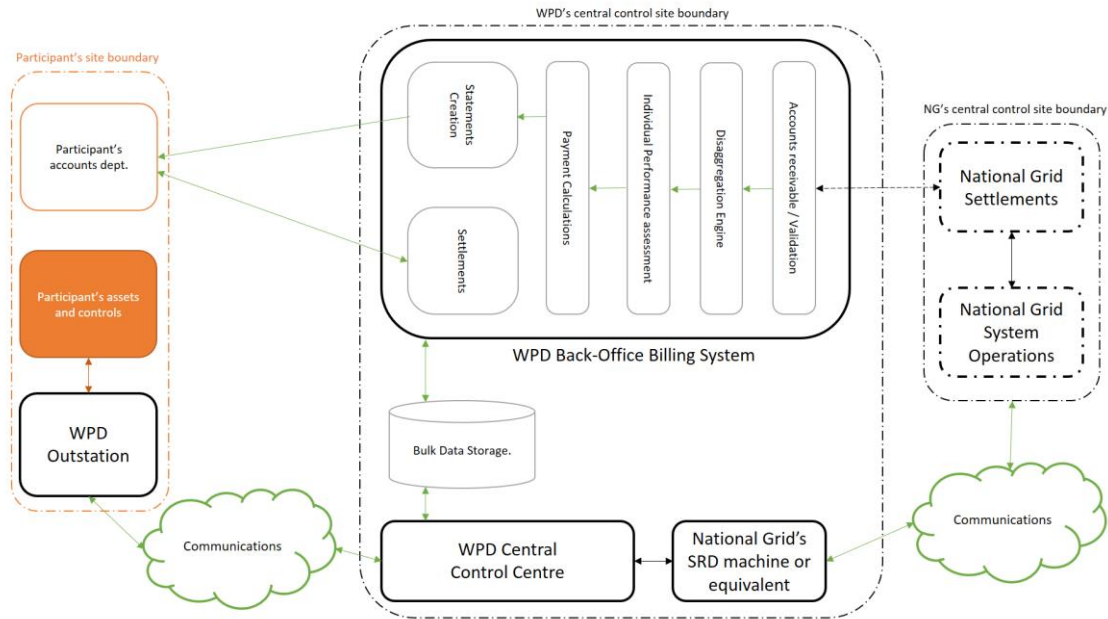 WPD's central control site boundary
Participant's site boundary
Participant's
accounts dept.
Participant's assets
and controls
WPD
Outstation
Statements
Creation
Settlements
Payment Calculations
Individual Performance assessment
Disaggregation Engine
Accounts receivable / Validation
WPD Back-Office Billing System
NG's central control site boundary
National Grid
Settlements
National Grid
System
Operations
Bulk Data Storage.
Communications
WPD Central
Control Centre
National Grid's
SRD machine or
equivalent
Communications